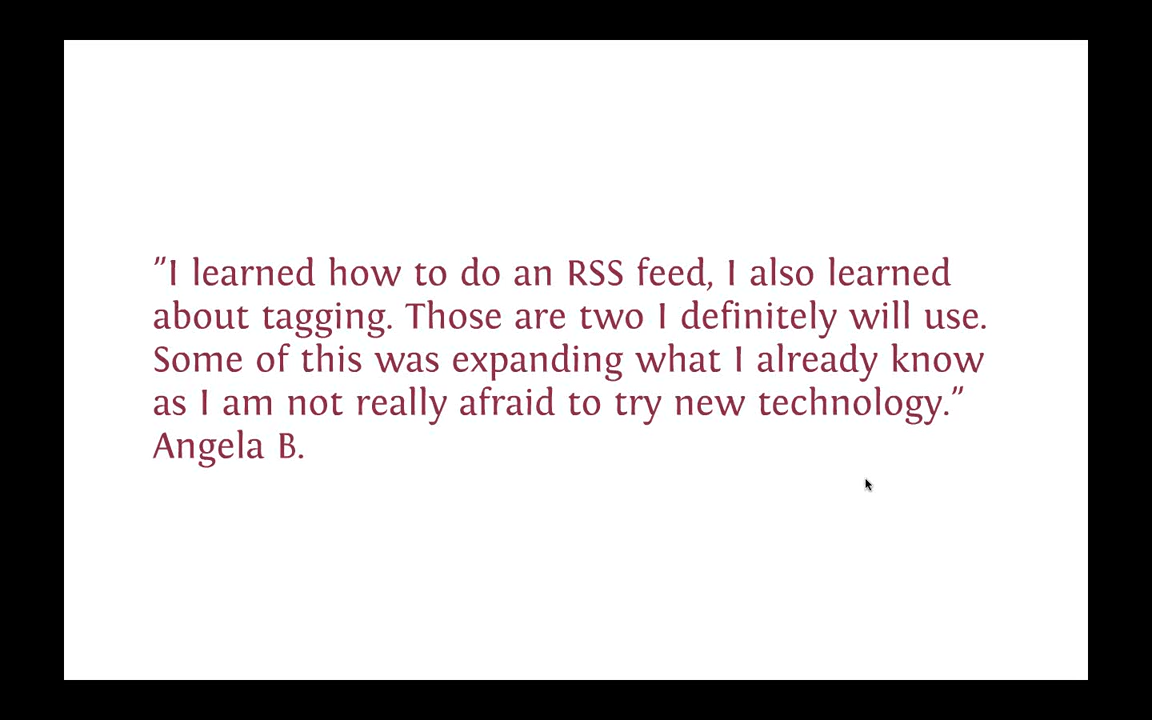 "I learned how to do an RSS feed, I also learned
about tagging. Those are two I definitely will use.
Some of this was expanding what I already know
as I am not really afraid to try new technology."
Angela B.